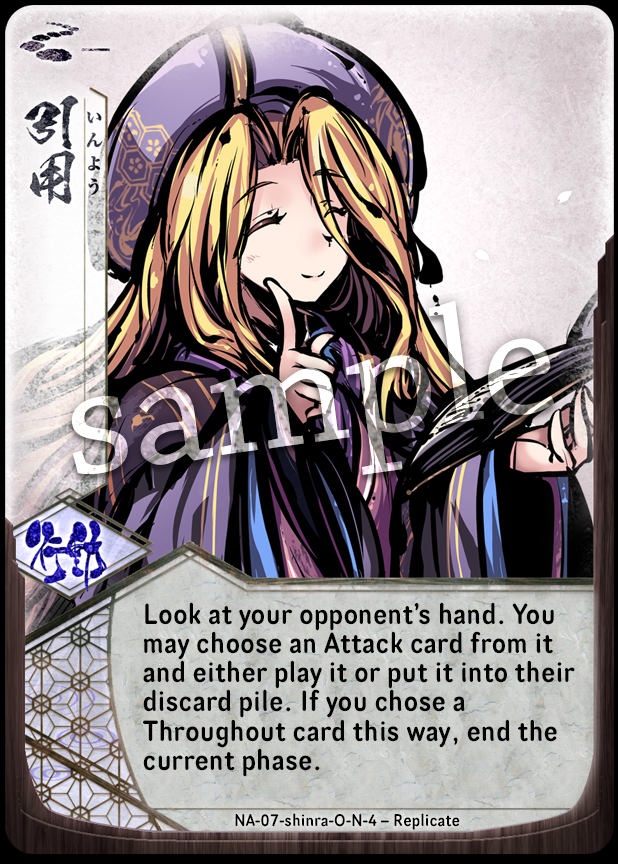 引用
いんよう
sample
行動
Look at your opponent's hand. You
may choose an Attack card from it
and either play it or put it into their
discard pile. If you chose a
Throughout card this way, end the
current phase.
NA-07-shinra-O-N-4 – Replicate